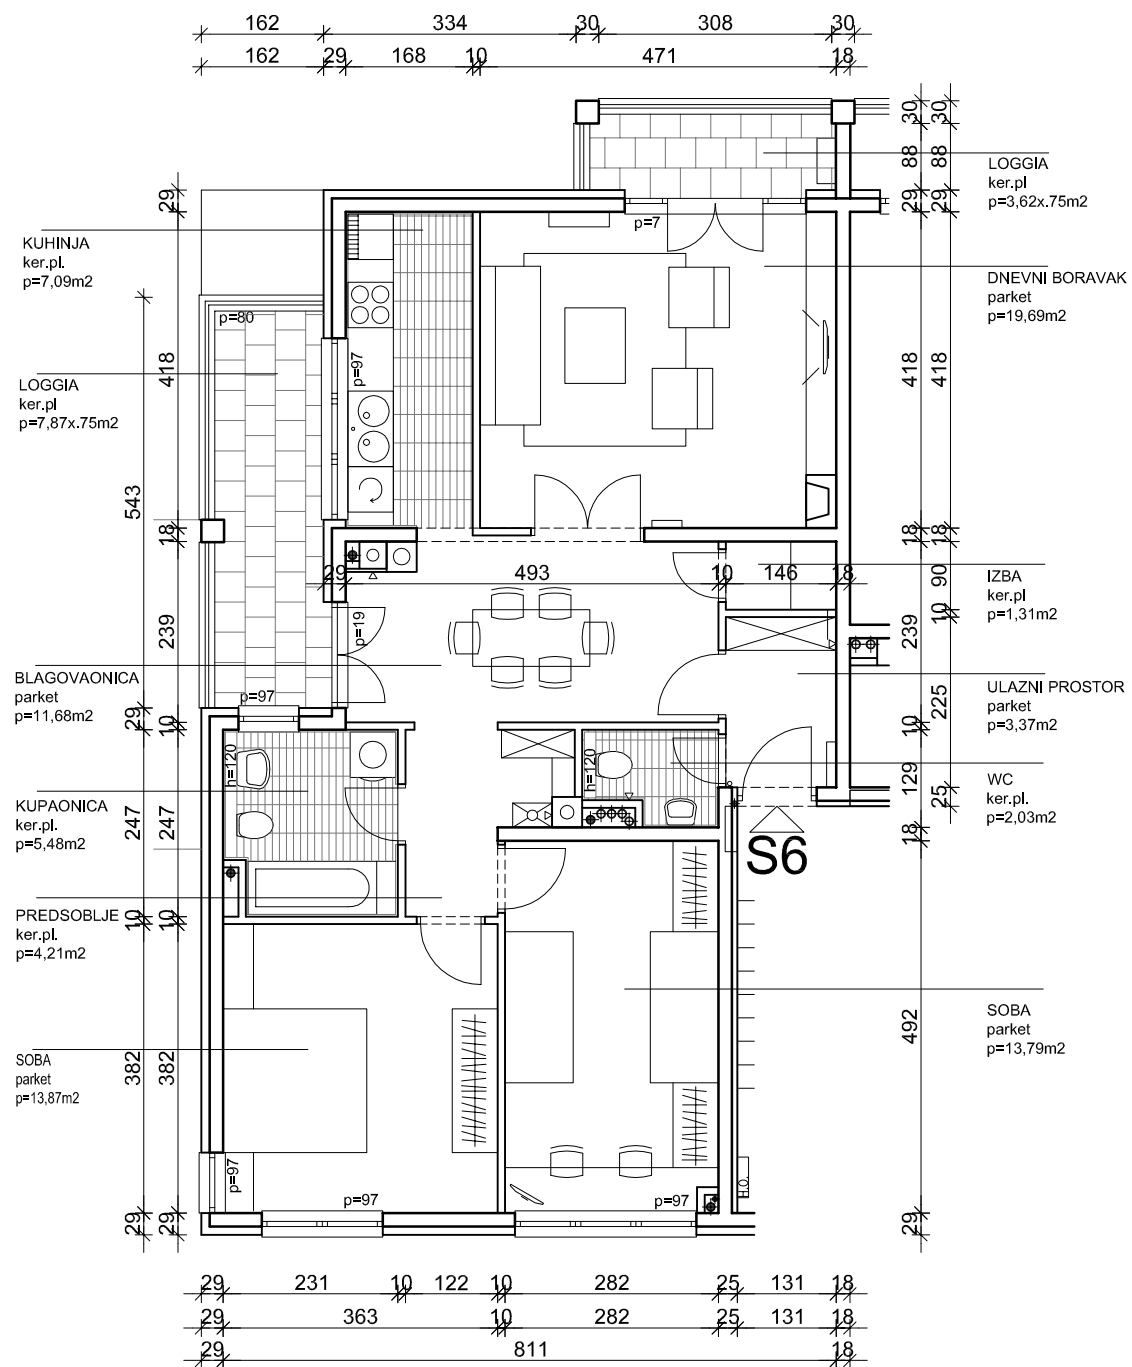 162 334 30 308 30
162 29 168 10 471 18
30 30
88 88
29 29
29
LOGGIA
ker.pl
p=3,62x.75m2
KUHINJA
ker.pl.
p=7,09m2
p=7
DNEVNI BORAVAK
parket
p=19,69m2
p=80
p=97
418
418 418
LOGGIA
ker.pl
p=7,87x.75m2
543
18
18 18
29 493 10 146 18
90
10
IZBA
ker.pl
p=1,31m2
239
239
p=19
BLAGOVAONICA
parket
p=11,68m2
p=97
ULAZNI PROSTOR
parket
p=3,37m2
225
29 10
10
h=120
h=120
129
25
WC
ker.pl.
p=2,03m2
KUPAONICA
ker.pl.
p=5,48m2
247 247
18
S6
PREDSOBLJE
ker.pl.
p=4,21m2
10 10
SOBA
parket
p=13,79m2
492
SOBA
parket
p=13,87m2
382 382
p=97
p=97
p=97
H.O.
29 29
29
29 231 10 122 10 282 25 131 18
29 363 10 282 25 131 18
29 811 18